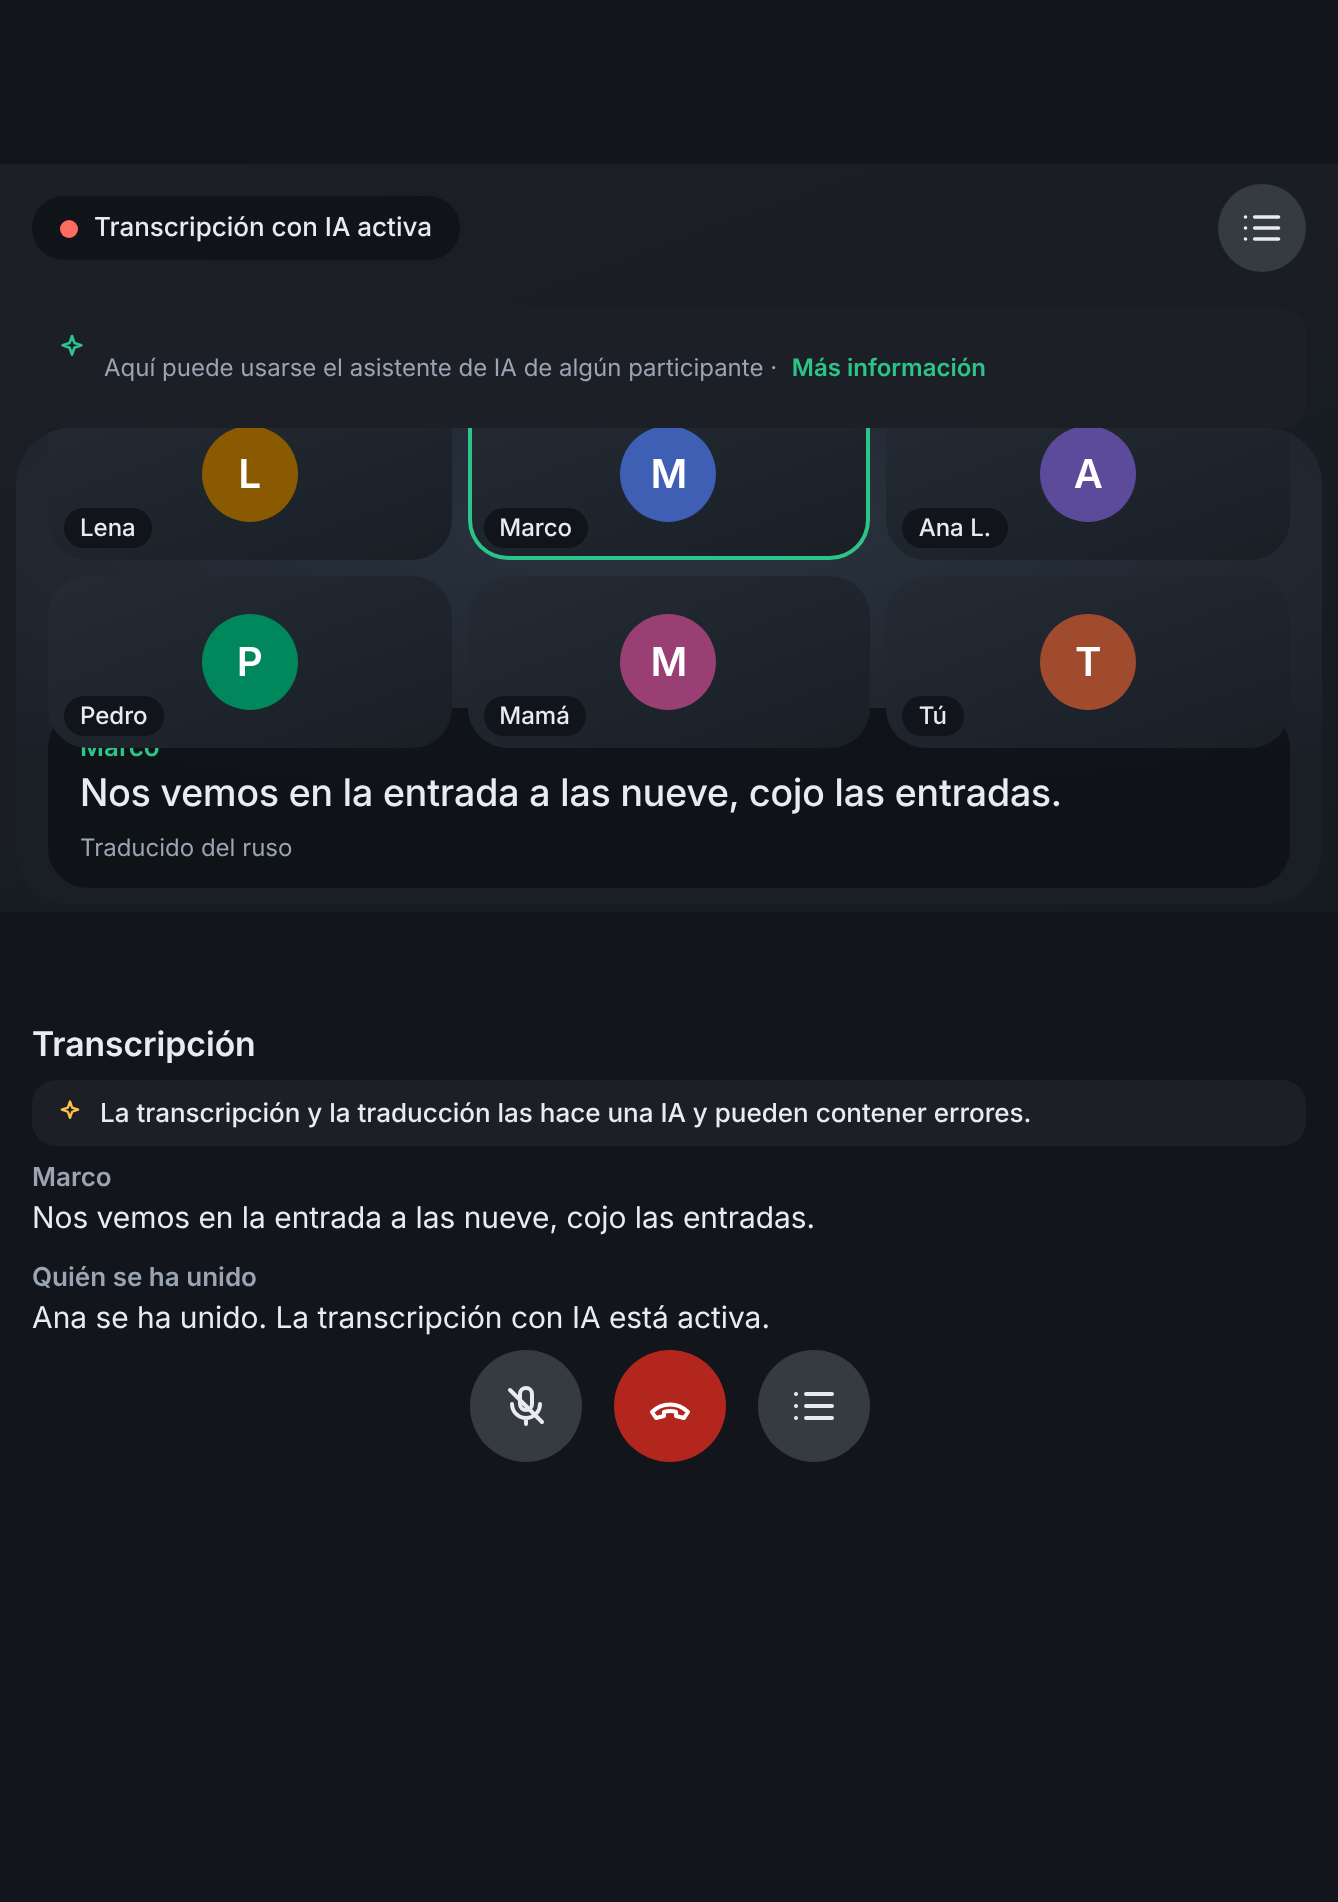 Transcripción con IA activa
Aquí puede usarse el asistente de IA de algún participante · Más información
L
Lena
M
Marco
A
Ana L.
P
Pedro
M
Mamá
T
Tú
Marco
Nos vemos en la entrada a las nueve, cojo las entradas.
Traducido del ruso
Transcripción
La transcripción y la traducción las hace una IA y pueden contener errores.
Marco
Nos vemos en la entrada a las nueve, cojo las entradas.
Quién se ha unido
Ana se ha unido. La transcripción con IA está activa.